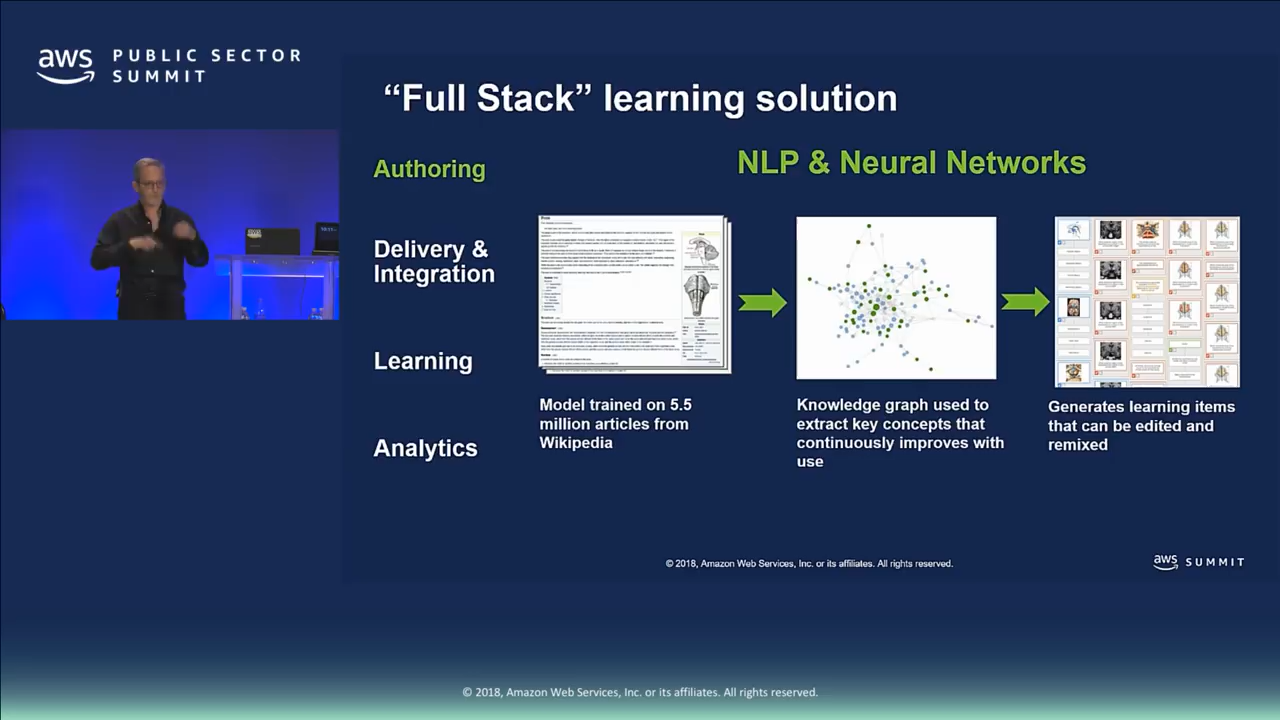 aws PUBLIC SECTOR
SUMMIT
“Full Stack” learning solution
Authoring
NLP & Neural Networks
Delivery &
Integration
Learning
Analytics
Model trained on 5.5
million articles from
Wikipedia
Knowledge graph used to
extract key concepts that
continuously improves with
use
Generates learning items
that can be edited and
remixed
© 2018, Amazon Web Services, Inc. or its affiliates. All rights reserved.
aws SUMMIT
© 2018, Amazon Web Services, Inc. or its affiliates. All rights reserved.